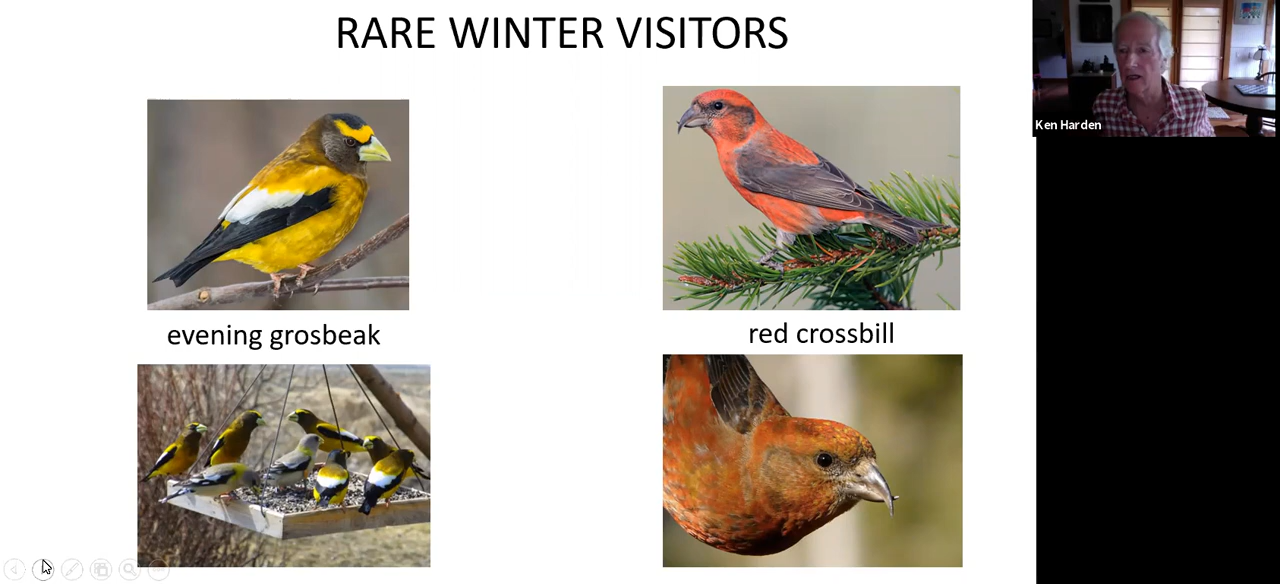 RARE WINTER VISITORS
Ken Harden
evening grosbeak
red crossbill